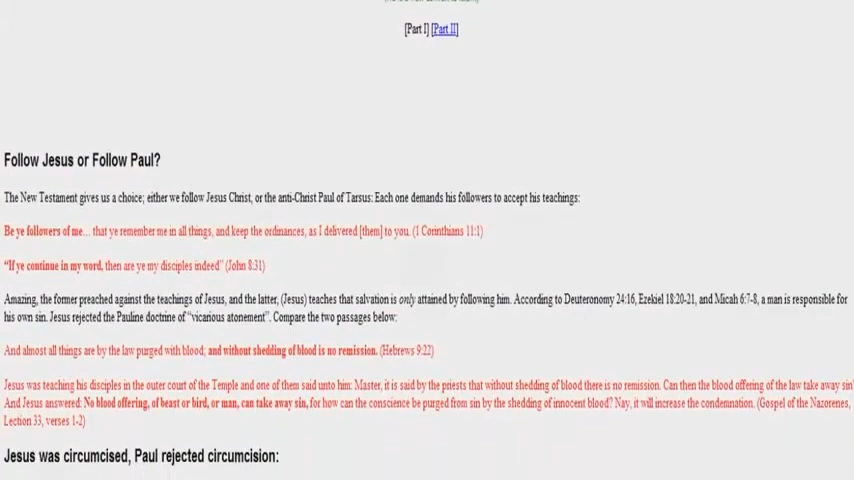 [Part I] [Part II]
Follow Jesus or Follow Paul?
The New Testament gives us a choice; either we follow Jesus Christ, or the anti-Christ Paul of Tarsus: Each one demands his followers to accept his teachings:
Be ye followers of me... that ye remember me in all things, and keep the ordinances, as I delivered [them] to you. (1 Corinthians 11:1)
"If ye continue in my word, then are ye my disciples indeed" (John 8:31)
Amazing, the former preached against the teachings of Jesus, and the latter, (Jesus) teaches that salvation is only attained by following him. According to Deuteronomy 24:16, Ezekiel 18:20-21, and Micah 6:7-8, a man is responsible for
his own sin. Jesus rejected the Pauline doctrine of "vicarious atonement". Compare the two passages below:
And almost all things are by the law purged with blood; and without shedding of blood is no remission. (Hebrews 9:22)
Jesus was teaching his disciples in the outer court of the Temple and one of them said unto him: Master, it is said by the priests that without shedding of blood there is no remission. Can then the blood offering of the law take away sin?
And Jesus answered: No blood offering, of beast or bird, or man, can take away sin, for how can the conscience be purged from sin by the shedding of innocent blood? Nay, it will increase the condemnation. (Gospel of the Nazorenes,
Lection 33, verses 1-2)
Jesus was circumcised, Paul rejected circumcision: